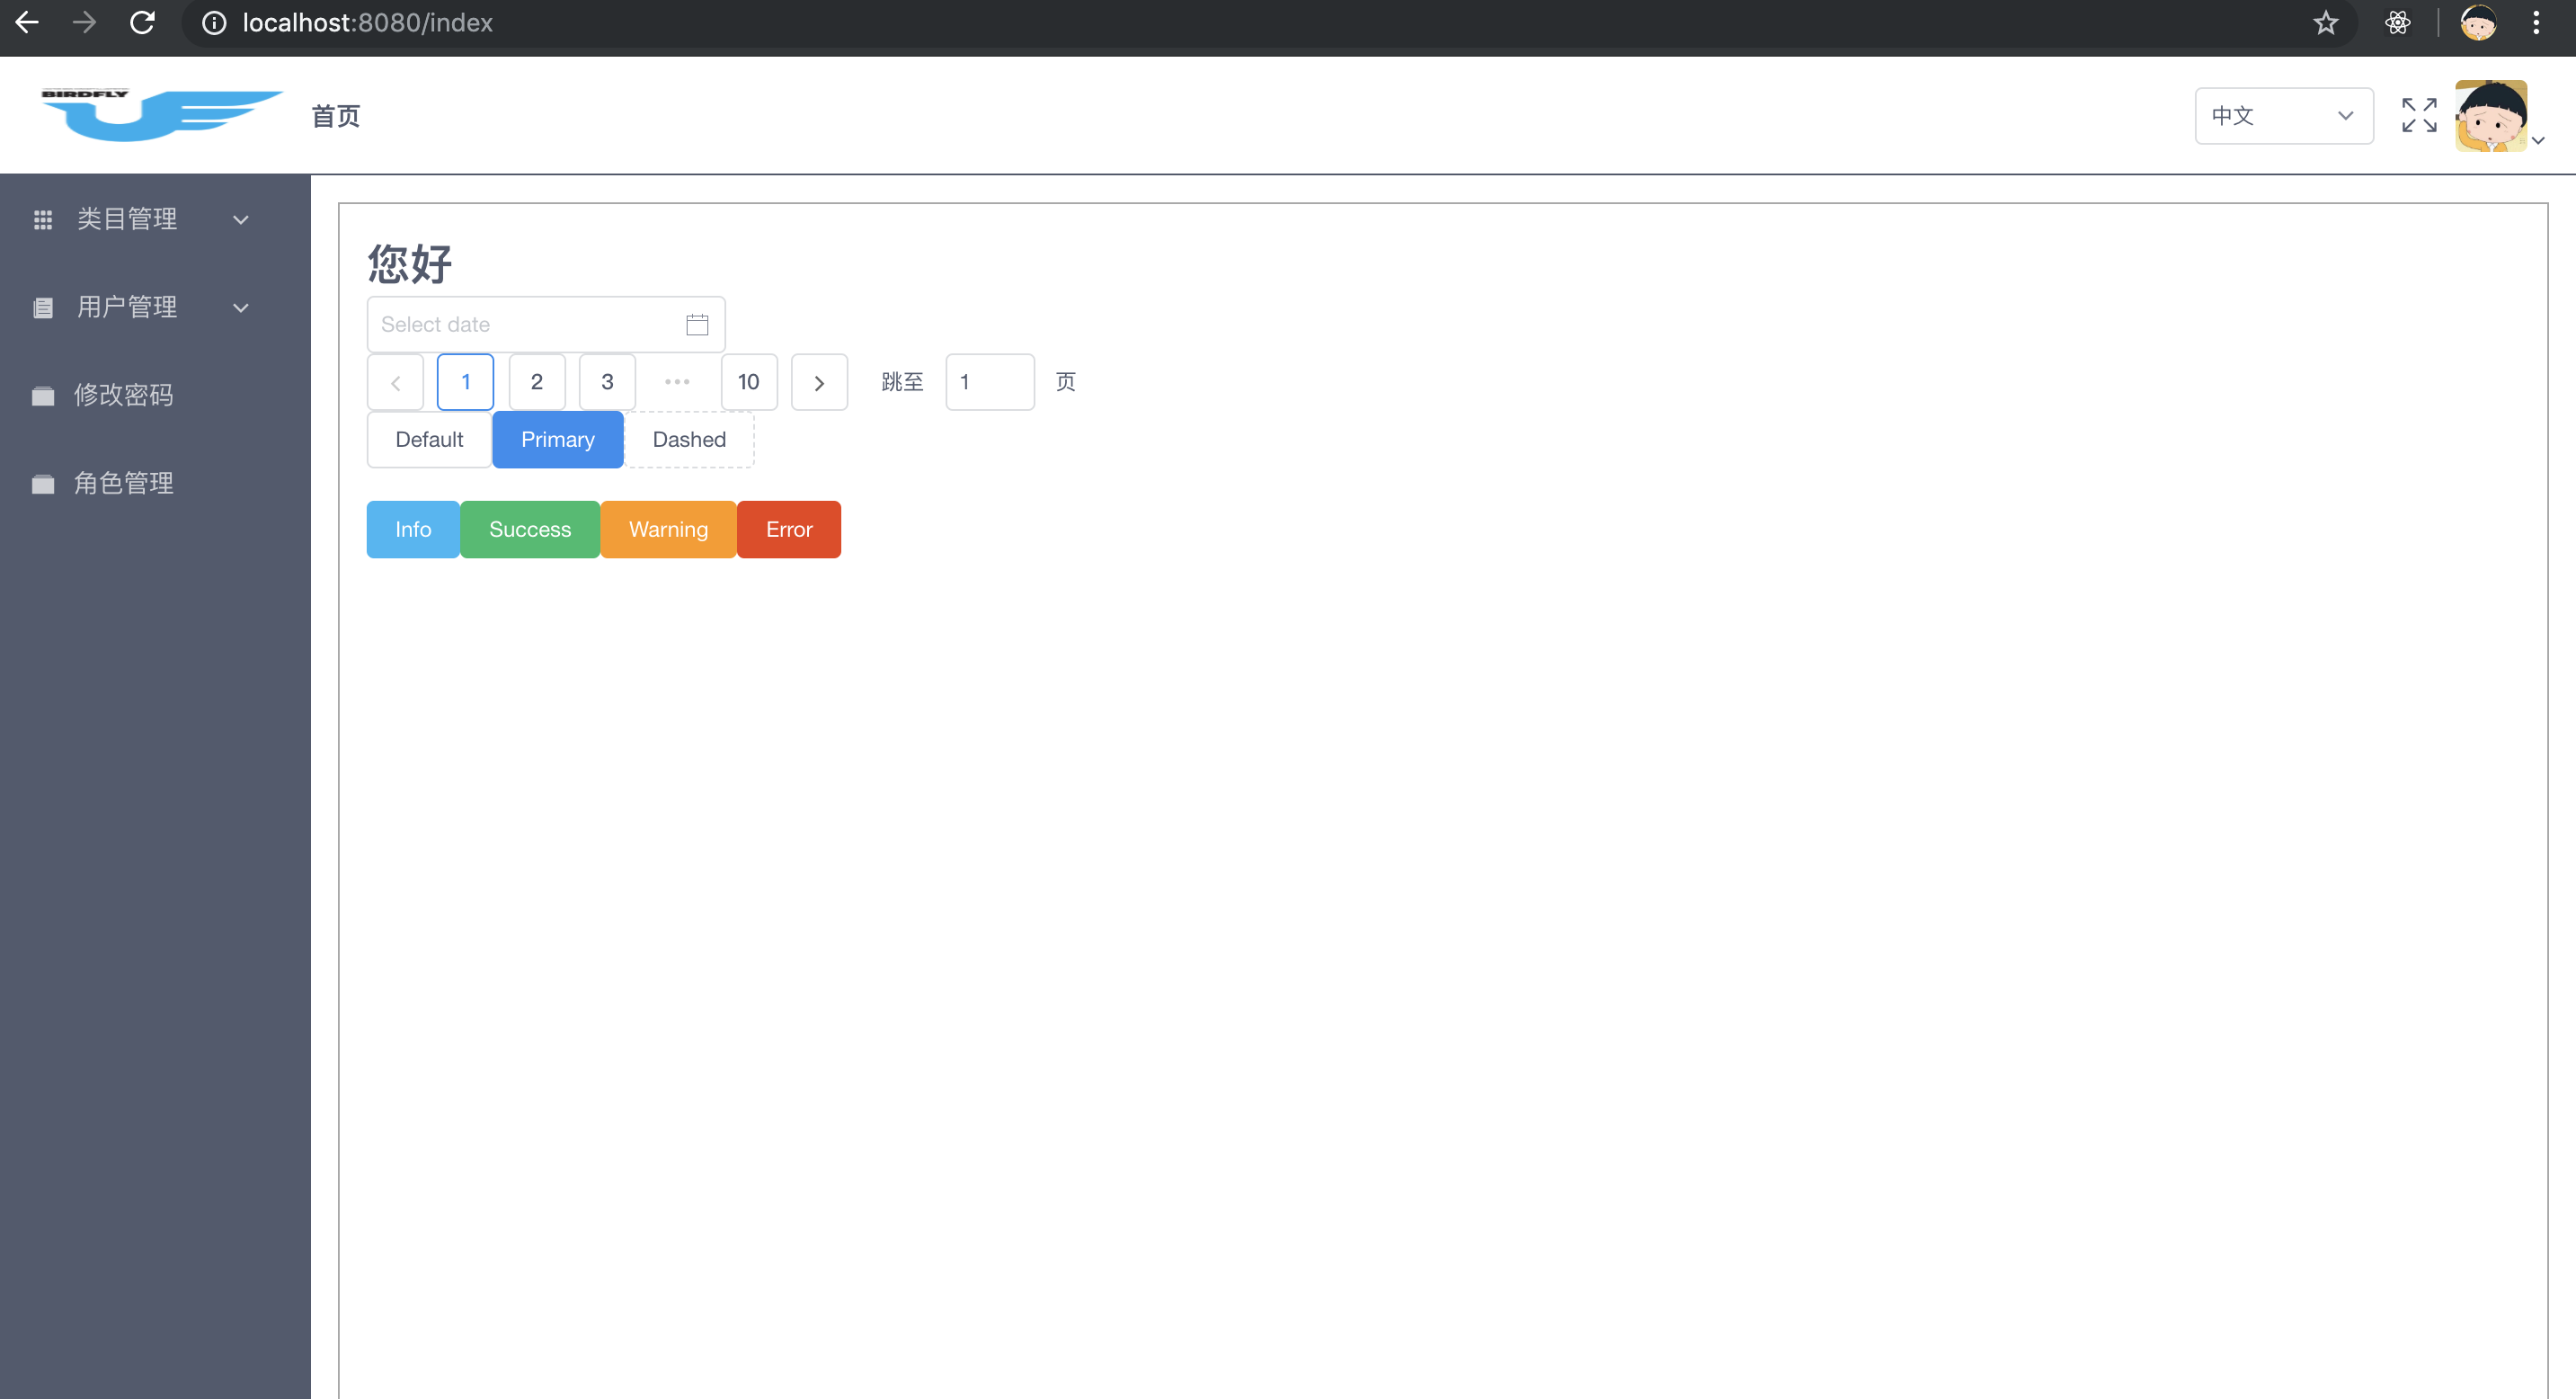 localhost:8080/index
BIRDFLY
首页
中文
类目管理
用户管理
修改密码
角色管理
您好
Select date
1 2 3 ••• 10 跳至 1 页
Default Primary Dashed
Info Success Warning Error